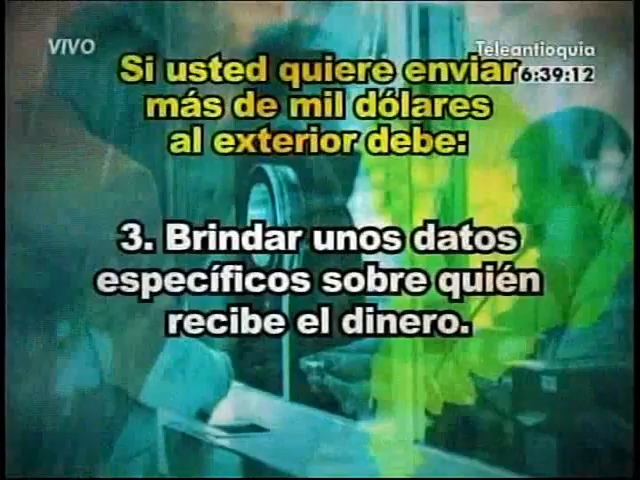 VIVO
Teleantioquia
6:39:12
Si usted quiere enviar
más de mil dólares
al exterior debe:
3. Brindar unos datos
específicos sobre quién
recibe el dinero.